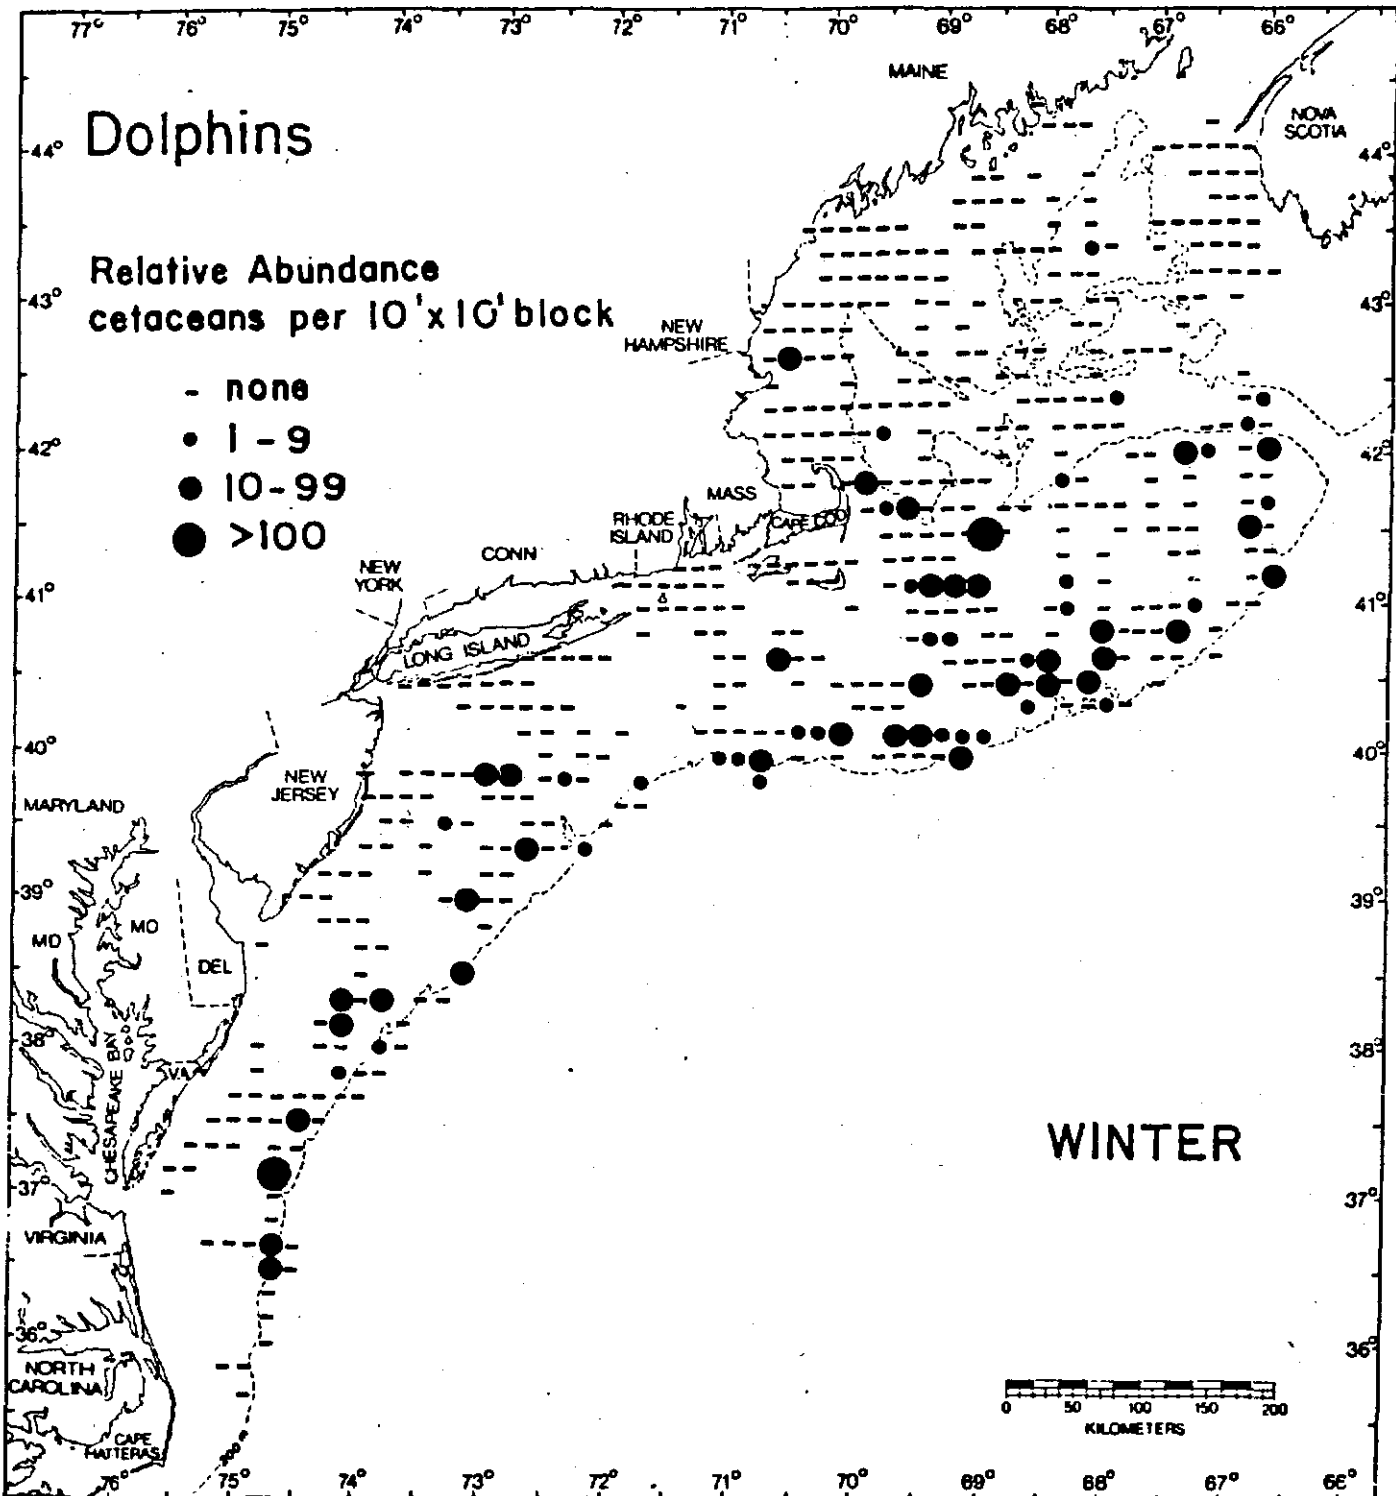 77° 76° 75° 74° 73° 72° 71° 70° 69° 68° 67° 66°
MAINE
NOVA
SCOTIA
Dolphins
44° 44°
Relative Abundance
cetaceans per 10'x10' block
43° 43°
NEW
HAMPSHIRE
- none
1-9
10-99
>100
42° 42°
MASS
CAPE COD
RHODE
ISLAND
CONN
NEW
YORK
41° 41°
LONG ISLAND
40° 40°
NEW
JERSEY
MARYLAND
39° 39°
MD
MD
DEL
38° 38°
CHESAPEAKE BAY
VA
WINTER
37° 37°
VIRGINIA
36° 36°
NORTH
CAROLINA
0 50 100 150 200
KILOMETERS
CAPE
HATTERAS
200 m
76° 75° 74° 73° 72° 71° 70° 69° 68° 67° 66°